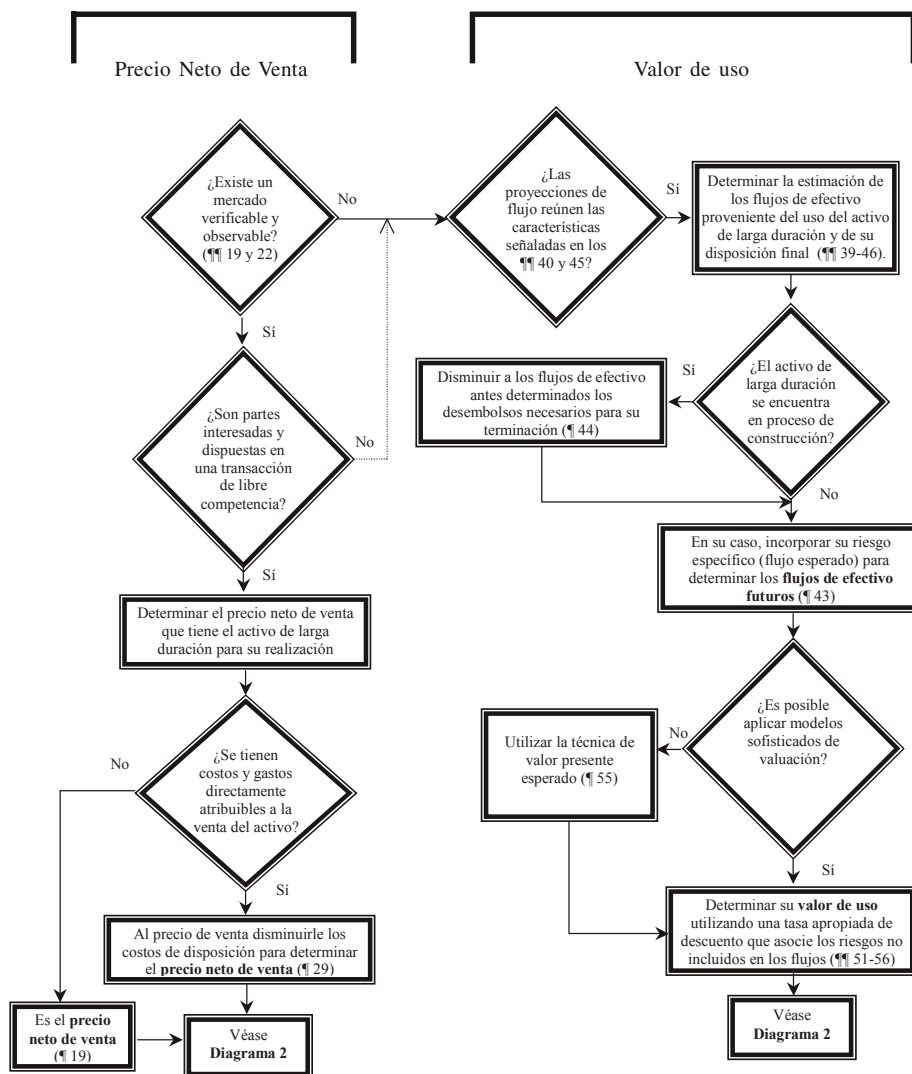 Precio Neto de Venta
¿Existe un
mercado
verificable y
observable?
(¶¶ 19 y 22)
No
Sí
¿Son partes
interesadas y
dispuestas en
una transacción
de libre
competencia?
No
Sí
Determinar el precio neto de venta
que tiene el activo de larga
duración para su realización
¿Se tienen
costos y gastos
directamente
atribuibles a la
venta del activo?
No
Sí
Al precio de venta disminuirle los
costos de disposición para determinar
el precio neto de venta (¶ 29)
Es el precio
neto de venta
(¶ 19)
Véase
Diagrama 2
Valor de uso
¿Las
proyecciones de
flujo reúnen las
características
señaladas en los
¶¶ 40 y 45?
Sí
Determinar la estimación de
los flujos de efectivo
proveniente del uso del activo
de larga duración y de su
disposición final (¶¶ 39-46).
¿El activo de
larga duración
se encuentra
en proceso de
construcción?
Sí
Disminuir a los flujos de efectivo
antes determinados los
desembolsos necesarios para su
terminación (¶ 44)
No
En su caso, incorporar su riesgo
específico (flujo esperado) para
determinar los flujos de efectivo
futuros (¶ 43)
¿Es posible
aplicar modelos
sofisticados de
valuación?
No
Utilizar la técnica de
valor presente
esperado (¶ 55)
Sí
Determinar su valor de uso
utilizando una tasa apropiada de
descuento que asocie los riesgos no
incluidos en los flujos (¶¶ 51-56)
Véase
Diagrama 2